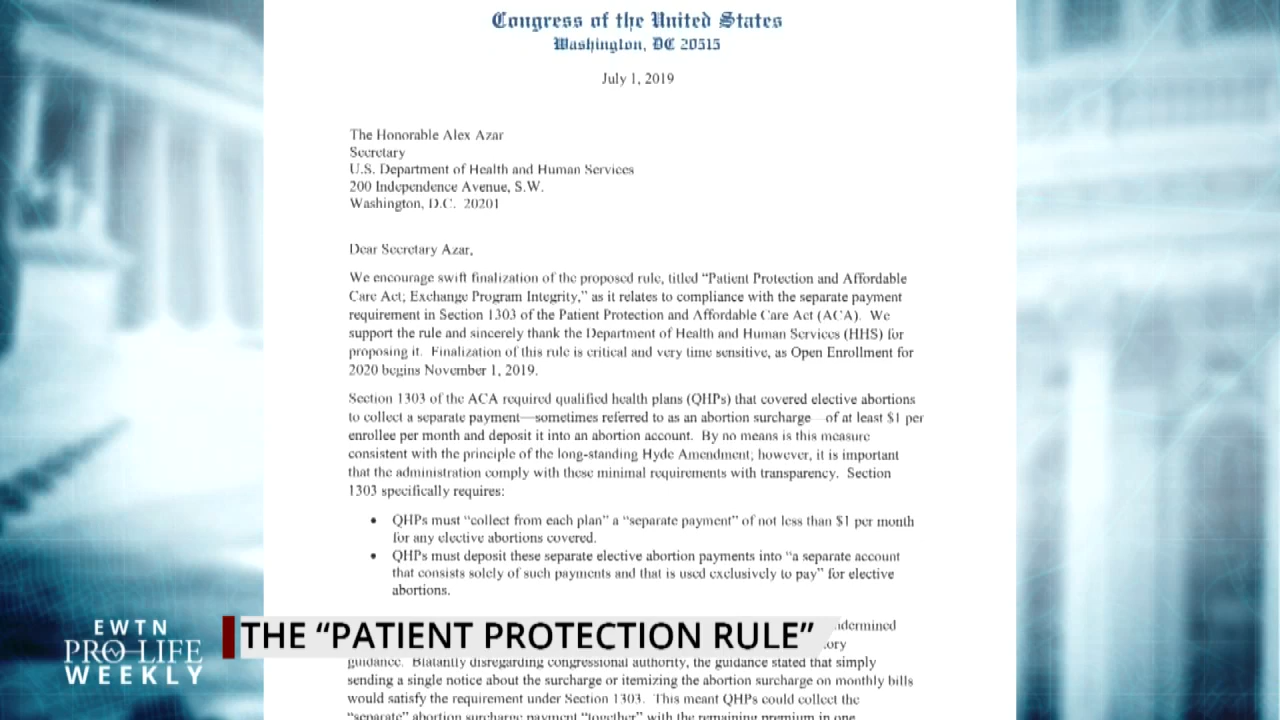 Congress of the United States
Washington, DC 20515
July 1, 2019
The Honorable Alex Azar
Secretary
U.S. Department of Health and Human Services
200 Independence Avenue, S.W.
Washington, D.C. 20201
Dear Secretary Azar,
We encourage swift finalization of the proposed rule, titled “Patient Protection and Affordable
Care Act; Exchange Program Integrity,” as it relates to compliance with the separate payment
requirement in Section 1303 of the Patient Protection and Affordable Care Act (ACA). We
support the rule and sincerely thank the Department of Health and Human Services (HHS) for
proposing it. Finalization of this rule is critical and very time sensitive, as Open Enrollment for
2020 begins November 1, 2019.
Section 1303 of the ACA required qualified health plans (QHPs) that covered elective abortions
to collect a separate payment—sometimes referred to as an abortion surcharge—of at least $1 per
enrollee per month and deposit it into an abortion account. By no means is this measure
consistent with the principle of the long-standing Hyde Amendment; however, it is important
that the administration comply with these minimal requirements with transparency. Section
1303 specifically requires:
• QHPs must “collect from each plan” a “separate payment” of not less than $1 per month
for any elective abortions covered.
• QHPs must deposit these separate elective abortion payments into “a separate account
that consists solely of such payments and that is used exclusively to pay” for elective
abortions.
guidance. Blatantly disregarding congressional authority, the guidance stated that simply
sending a single notice about the surcharge or itemizing the abortion surcharge on monthly bills
would satisfy the requirement under Section 1303. This meant QHPs could collect the
“separate” abortion surcharge payment “together” with the remaining premium in one
EWTN
PRO-LIFE
WEEKLY
THE “PATIENT PROTECTION RULE”